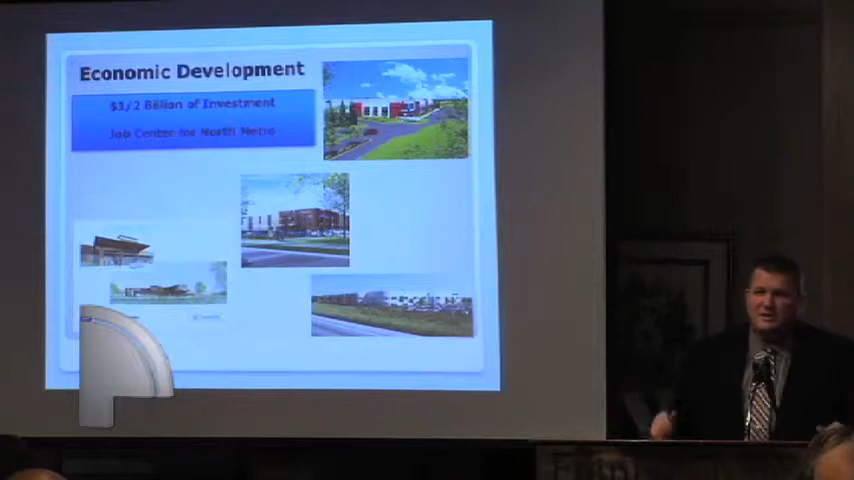 Economic Development
$1/2 Billion of Investment
Job Center for North Metro